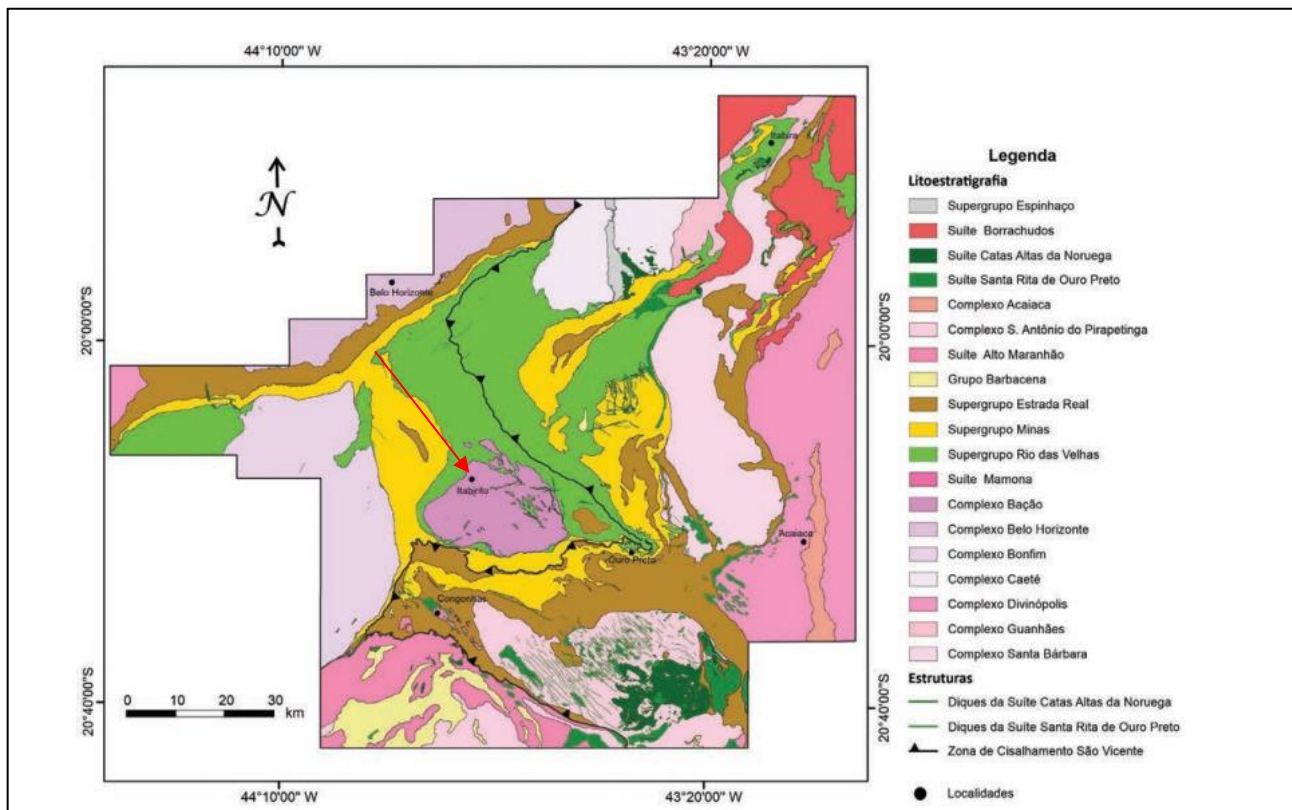 44°10'00" W
43°20'00" W
N
Itabira
Belo Horizonte
20°00'00"S
20°00'00"S
Itabirito
Ouro Preto
Acaiaca
Congonhas
0 10 20 30
km
20°40'00"S
20°40'00"S
44°10'00" W
43°20'00" W
Legenda
Litoestratigrafia
Supergrupo Espinhaço
Suíte Borrachudos
Suíte Catas Altas da Noruega
Suíte Santa Rita de Ouro Preto
Complexo Acaiaca
Complexo S. Antônio do Pirapetinga
Suíte Alto Maranhão
Grupo Barbacena
Supergrupo Estrada Real
Supergrupo Minas
Supergrupo Rio das Velhas
Suíte Mamona
Complexo Bação
Complexo Belo Horizonte
Complexo Bonfim
Complexo Caeté
Complexo Divinópolis
Complexo Guanhães
Complexo Santa Bárbara
Estruturas
Diques da Suíte Catas Altas da Noruega
Diques da Suíte Santa Rita de Ouro Preto
Zona de Cisalhamento São Vicente
Localidades